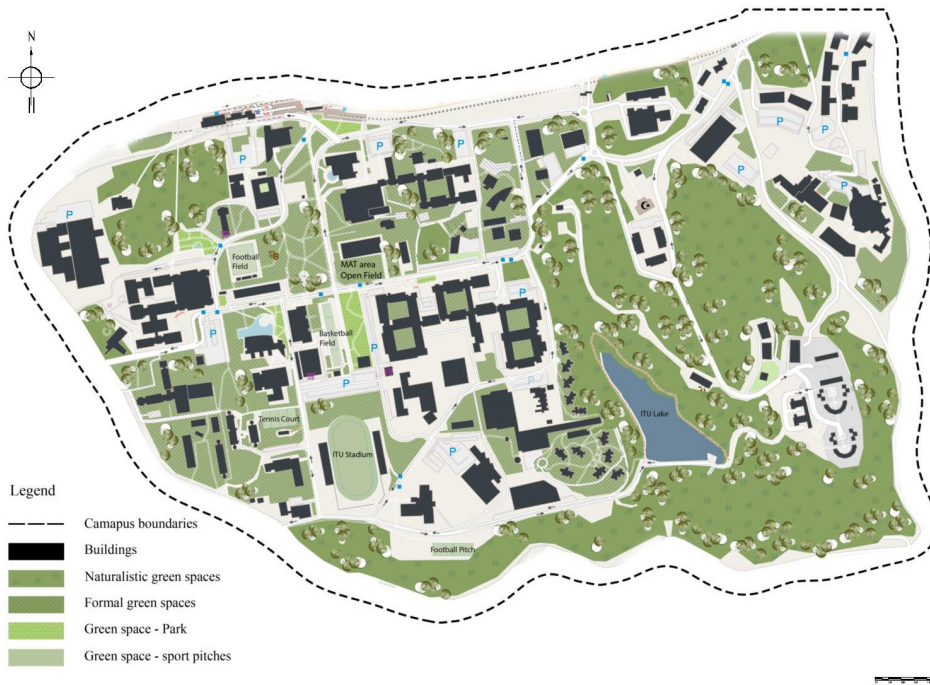 N
P
P
P
P
P
P
P
P
Football
Field
MAT area
Open Field
Basketball
Field
P
P
P
P
ITU Lake
Tennis Court
ITU Stadium
P
Football Pitch
Legend
Camapus boundaries
Buildings
Naturalistic green spaces
Formal green spaces
Green space - Park
Green space - sport pitches